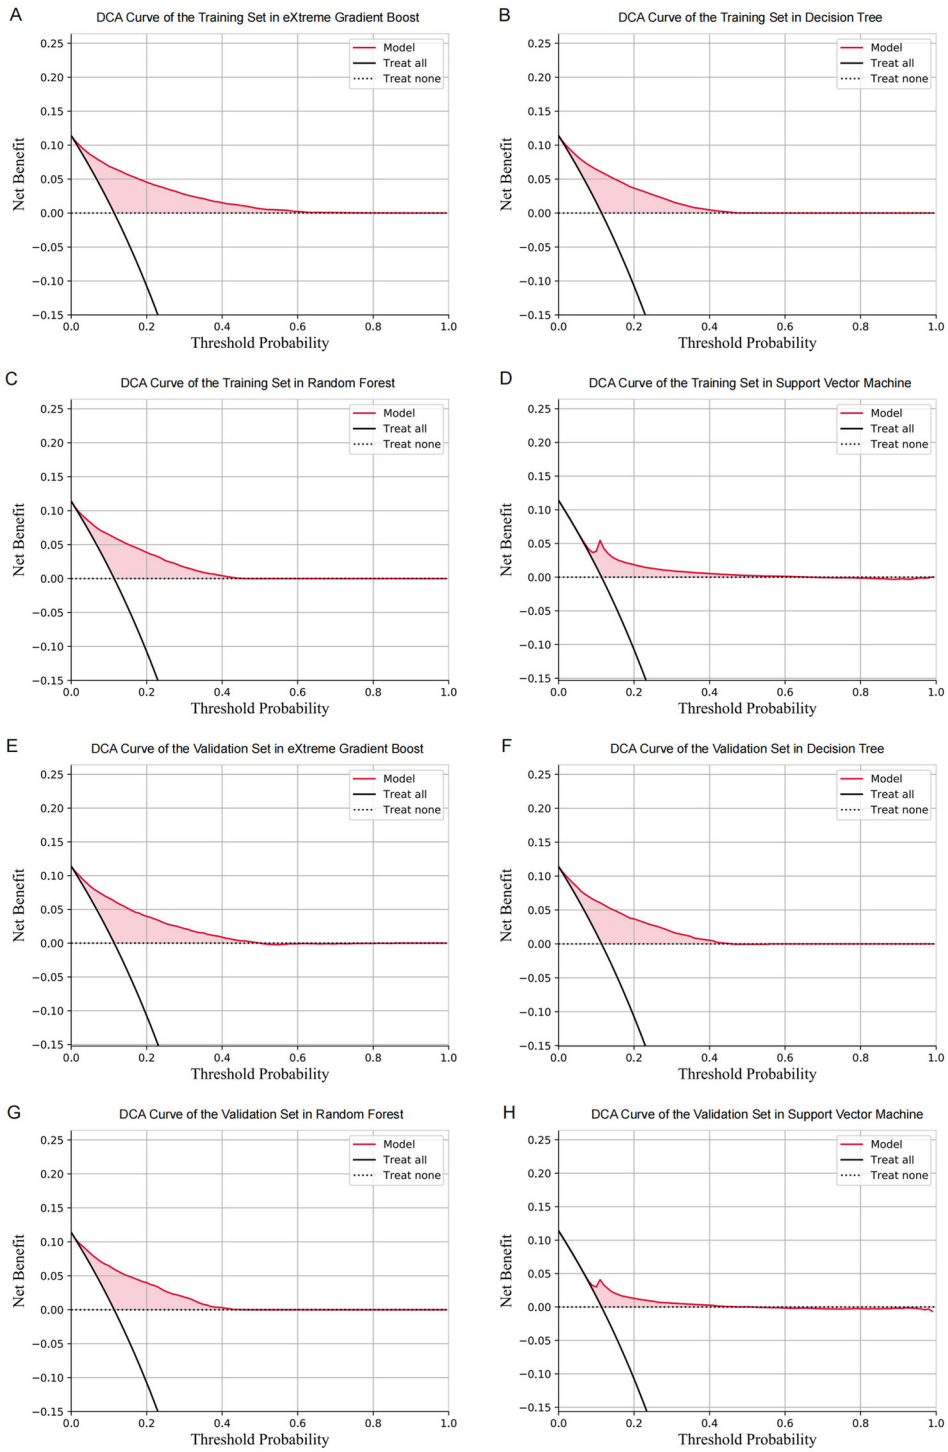 A
DCA Curve of the Training Set in eXtreme Gradient Boost
Model
Treat all
Treat none
0.25
0.20
0.15
0.10
0.05
0.00
−0.05
−0.10
−0.15
Net Benefit
0.0 0.2 0.4 0.6 0.8 1.0
Threshold Probability
B
DCA Curve of the Training Set in Decision Tree
Model
Treat all
Treat none
0.25
0.20
0.15
0.10
0.05
0.00
−0.05
−0.10
−0.15
Net Benefit
0.0 0.2 0.4 0.6 0.8 1.0
Threshold Probability
C
DCA Curve of the Training Set in Random Forest
Model
Treat all
Treat none
0.25
0.20
0.15
0.10
0.05
0.00
−0.05
−0.10
−0.15
Net Benefit
0.0 0.2 0.4 0.6 0.8 1.0
Threshold Probability
D
DCA Curve of the Training Set in Support Vector Machine
Model
Treat all
Treat none
0.25
0.20
0.15
0.10
0.05
0.00
−0.05
−0.10
−0.15
Net Benefit
0.0 0.2 0.4 0.6 0.8 1.0
Threshold Probability
E
DCA Curve of the Validation Set in eXtreme Gradient Boost
Model
Treat all
Treat none
0.25
0.20
0.15
0.10
0.05
0.00
−0.05
−0.10
−0.15
Net Benefit
0.0 0.2 0.4 0.6 0.8 1.0
Threshold Probability
F
DCA Curve of the Validation Set in Decision Tree
Model
Treat all
Treat none
0.25
0.20
0.15
0.10
0.05
0.00
−0.05
−0.10
−0.15
Net Benefit
0.0 0.2 0.4 0.6 0.8 1.0
Threshold Probability
G
DCA Curve of the Validation Set in Random Forest
Model
Treat all
Treat none
0.25
0.20
0.15
0.10
0.05
0.00
−0.05
−0.10
−0.15
Net Benefit
0.0 0.2 0.4 0.6 0.8 1.0
Threshold Probability
H
DCA Curve of the Validation Set in Support Vector Machine
Model
Treat all
Treat none
0.25
0.20
0.15
0.10
0.05
0.00
−0.05
−0.10
−0.15
Net Benefit
0.0 0.2 0.4 0.6 0.8 1.0
Threshold Probability